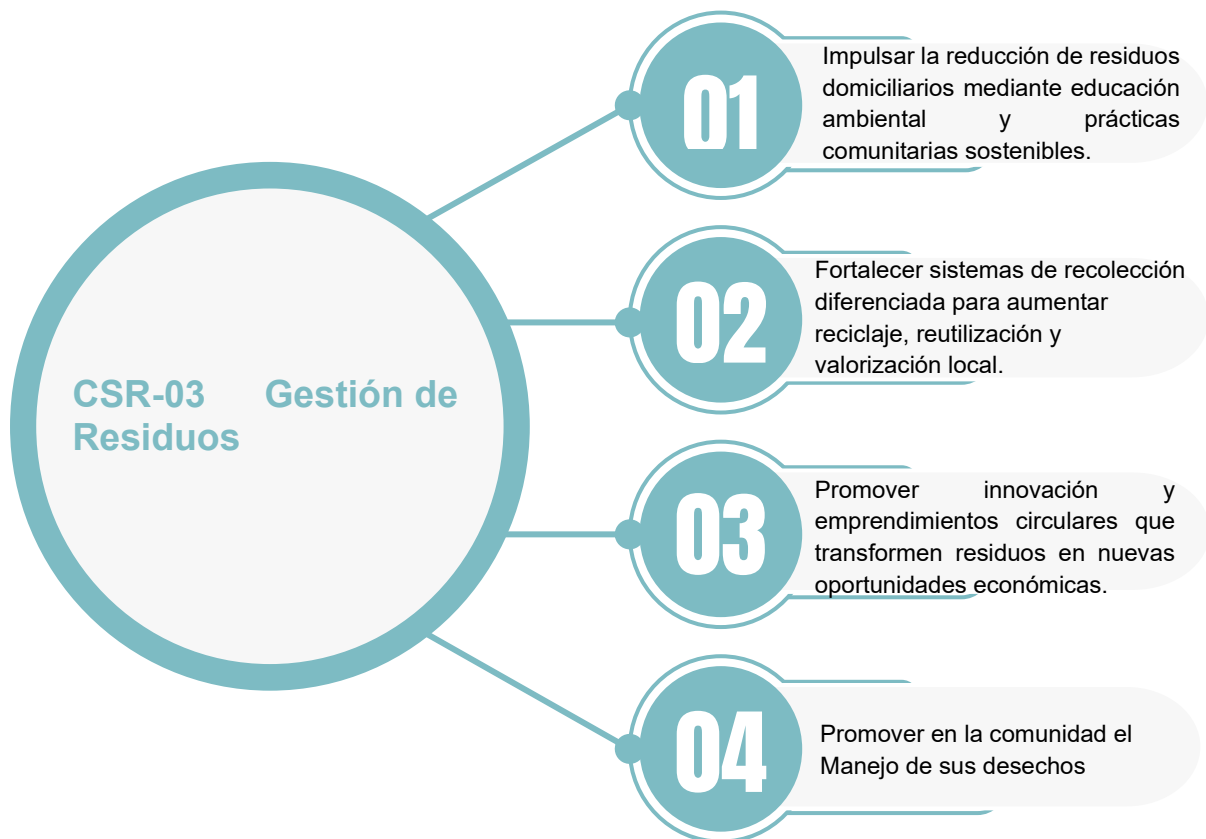 CSR-03 Gestión de
Residuos
01
Impulsar la reducción de residuos
domiciliarios mediante educación
ambiental y prácticas
comunitarias sostenibles.
02
Fortalecer sistemas de recolección
diferenciada para aumentar
reciclaje, reutilización y
valorización local.
03
Promover innovación y
emprendimientos circulares que
transformen residuos en nuevas
oportunidades económicas.
04
Promover en la comunidad el
Manejo de sus desechos